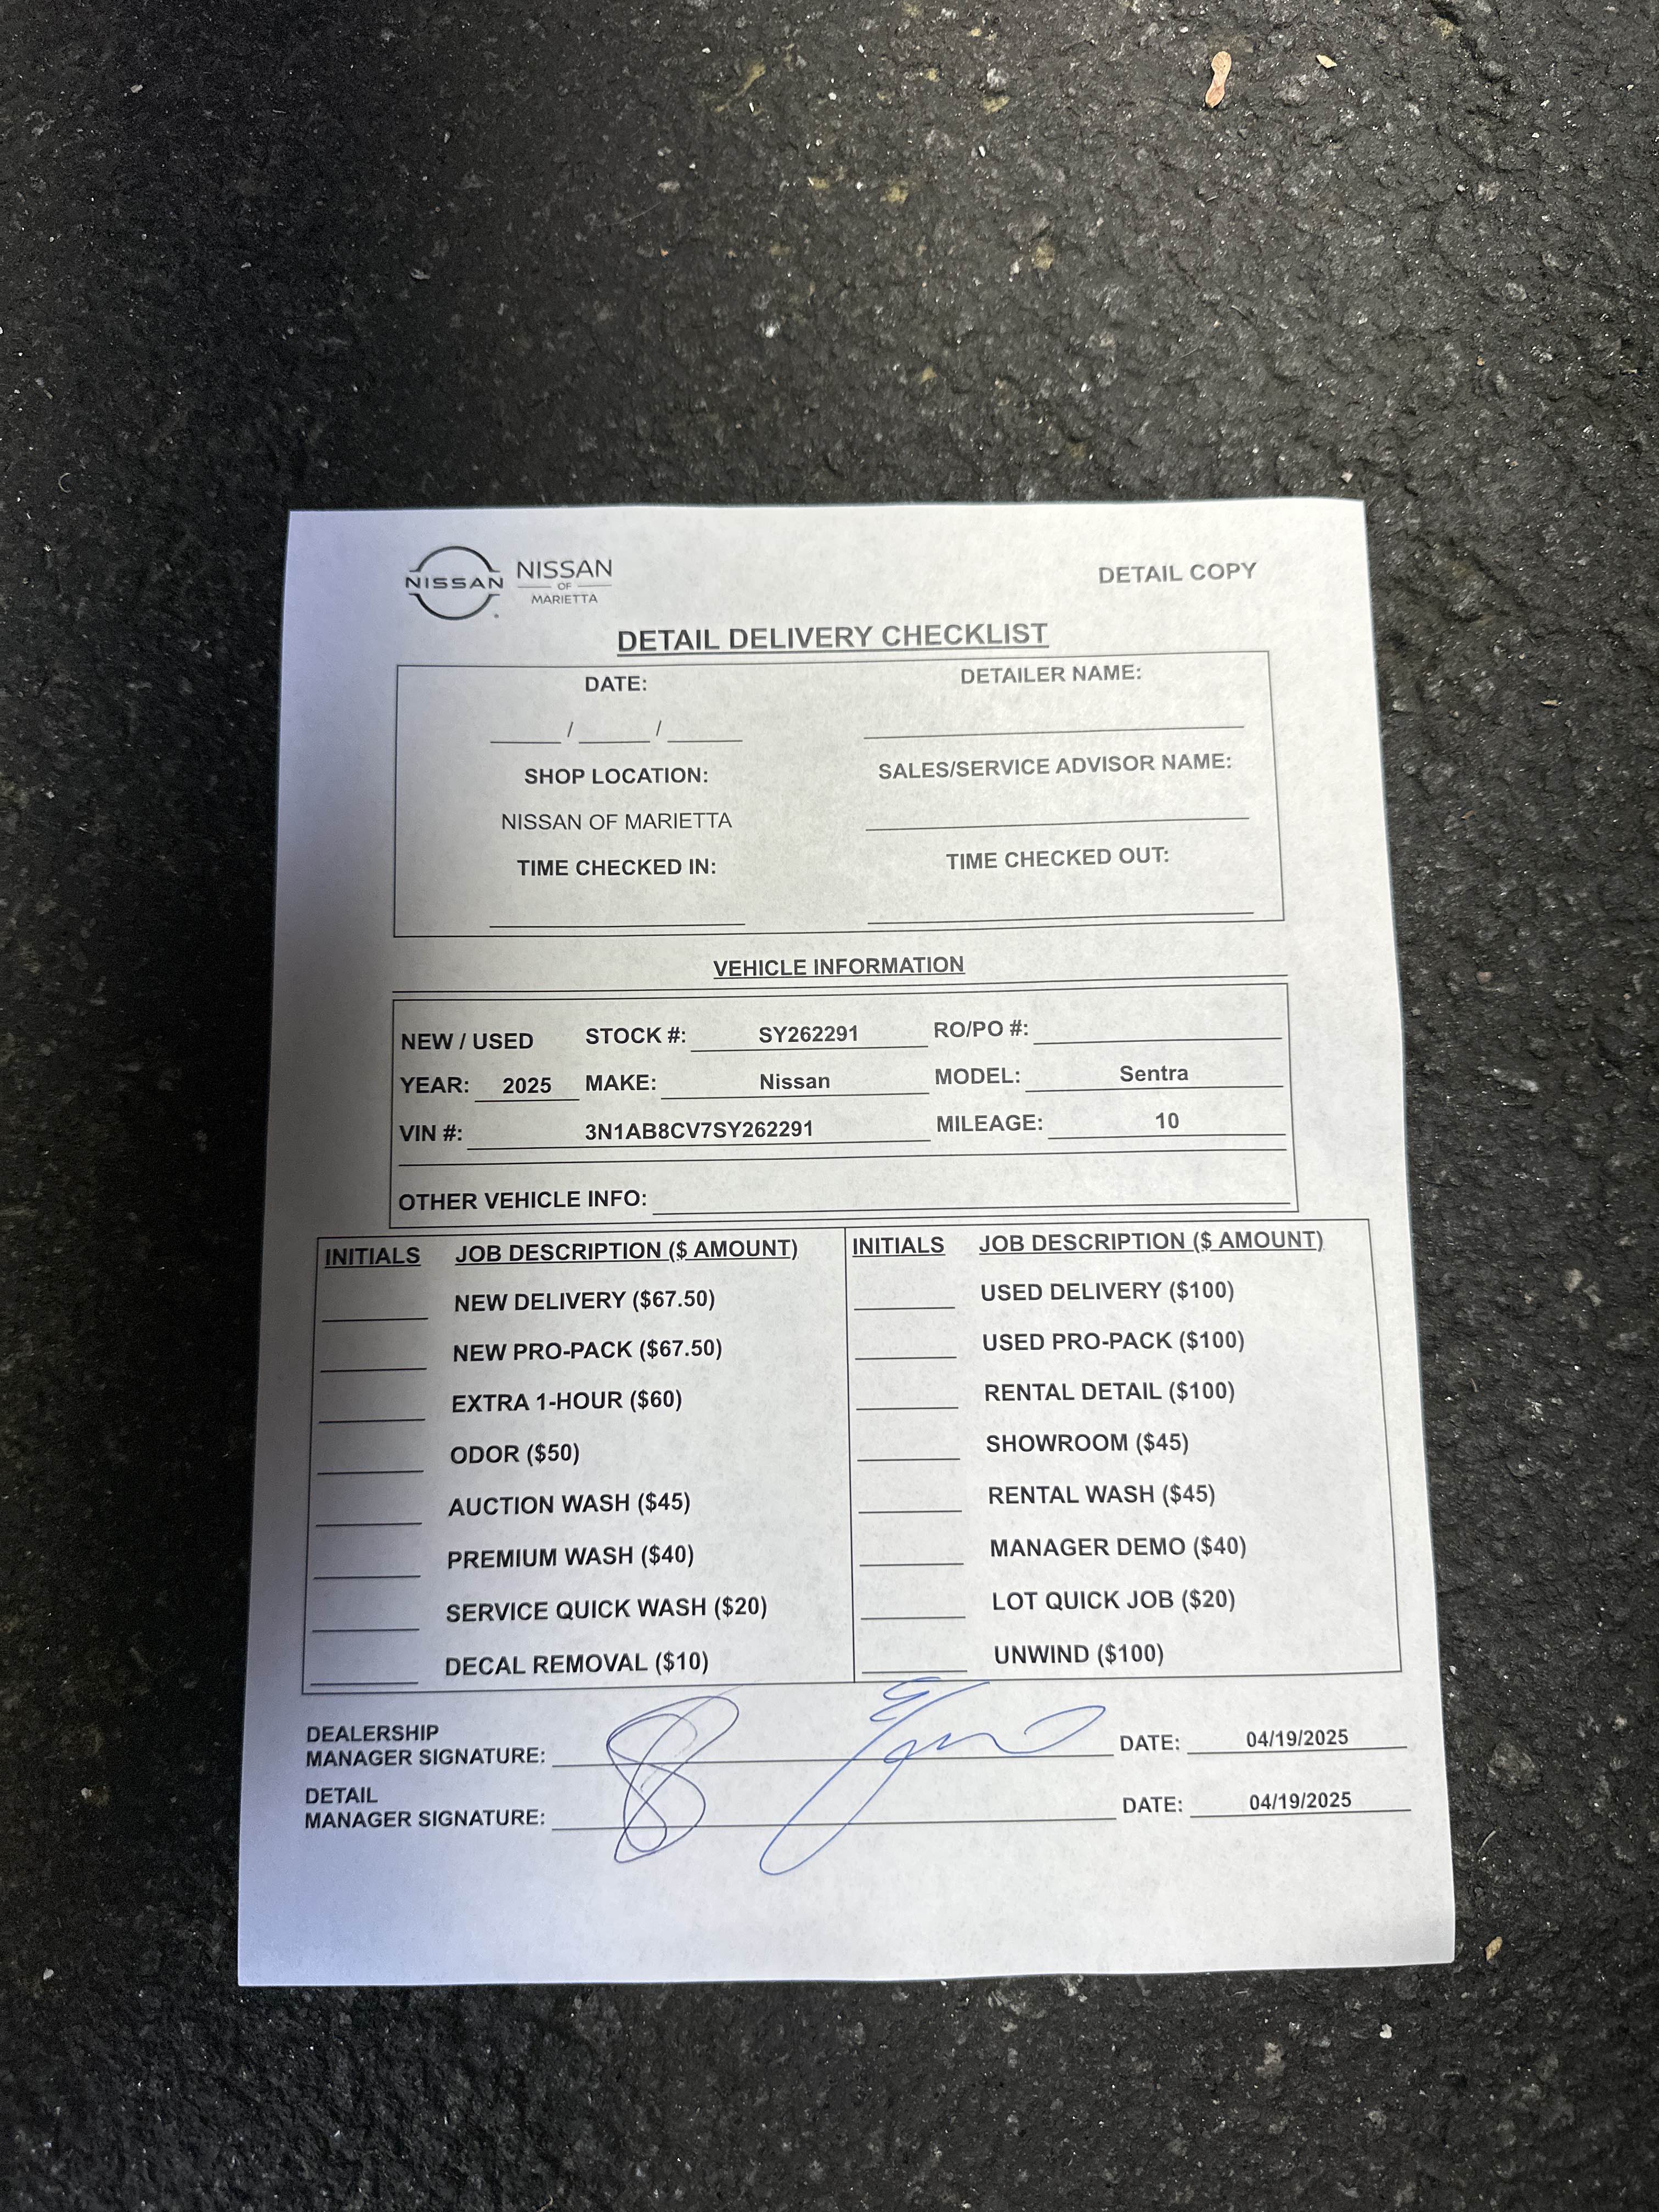 NISSAN NISSAN OF MARIETTA DETAIL COPY
DETAIL DELIVERY CHECKLIST
DATE: DETAILER NAME:
____ / ____ / ____ ____
SHOP LOCATION: SALES/SERVICE ADVISOR NAME:
NISSAN OF MARIETTA
TIME CHECKED IN: TIME CHECKED OUT:
VEHICLE INFORMATION
NEW / USED STOCK #: SY262291 RO/PO #:
YEAR: 2025 MAKE: Nissan MODEL: Sentra
VIN #: 3N1AB8CV7SY262291 MILEAGE: 10
OTHER VEHICLE INFO:
INITIALS JOB DESCRIPTION ($ AMOUNT) INITIALS JOB DESCRIPTION ($ AMOUNT)
NEW DELIVERY ($67.50) USED DELIVERY ($100)
NEW PRO-PACK ($67.50) USED PRO-PACK ($100)
EXTRA 1-HOUR ($60) RENTAL DETAIL ($100)
ODOR ($50) SHOWROOM ($45)
AUCTION WASH ($45) RENTAL WASH ($45)
PREMIUM WASH ($40) MANAGER DEMO ($40)
SERVICE QUICK WASH ($20) LOT QUICK JOB ($20)
DECAL REMOVAL ($10) UNWIND ($100)
DEALERSHIP
MANAGER SIGNATURE: DATE: 04/19/2025
DETAIL
MANAGER SIGNATURE: DATE: 04/19/2025